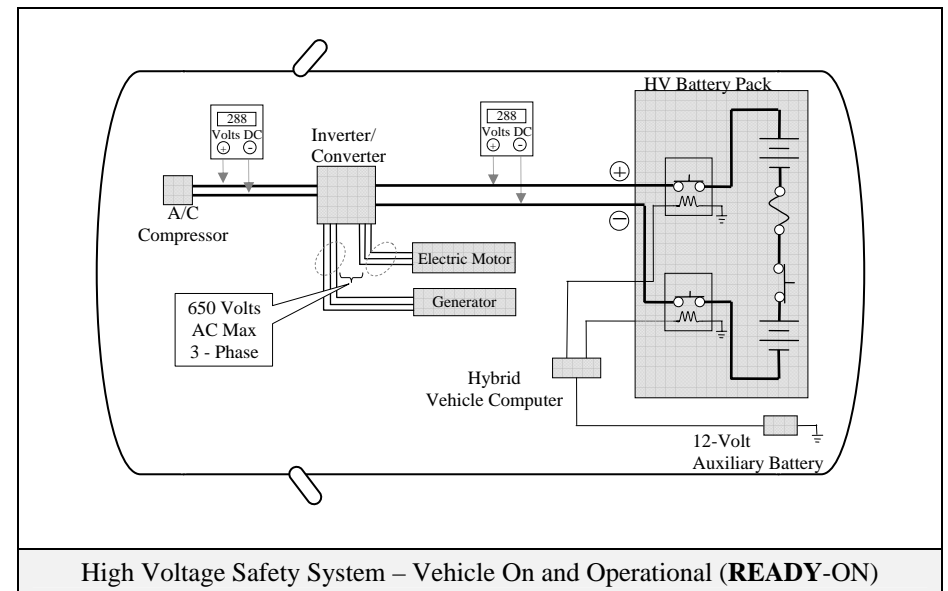 HV Battery Pack
288
Volts DC
+ -
288
Volts DC
+ -
Inverter/
Converter
+
−
A/C
Compressor
Electric Motor
Generator
650 Volts
AC Max
3 - Phase
Hybrid
Vehicle Computer
12-Volt
Auxiliary Battery
High Voltage Safety System – Vehicle On and Operational (READY-ON)